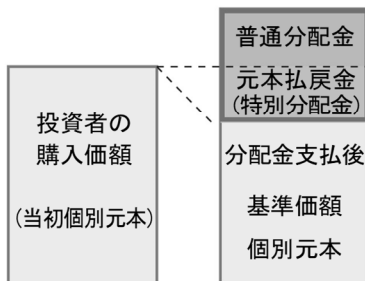 普通分配金
元本払戻金
(特別分配金)
投資者の
購入価額
(当初個別元本)
分配金支払後
基準価額
個別元本